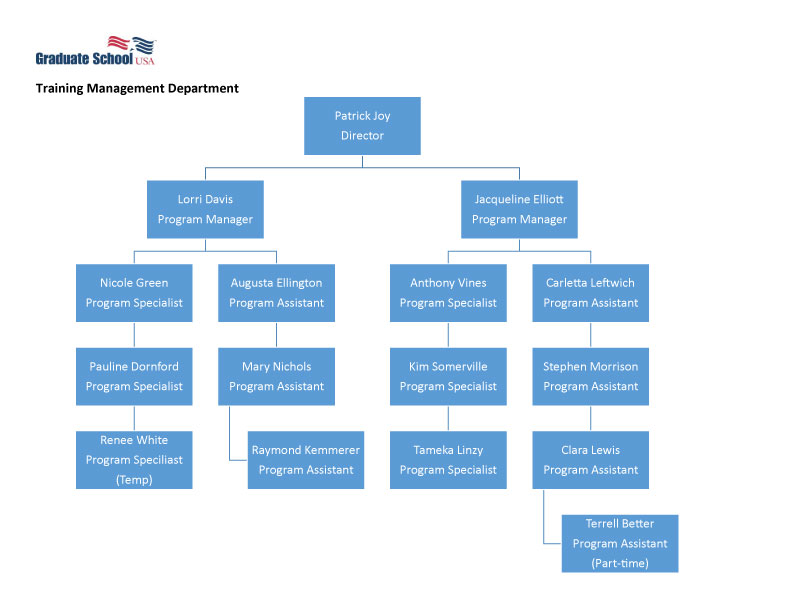 Graduate School USA
Training Management Department
Patrick Joy
Director
Lorri Davis
Program Manager
Jacqueline Elliott
Program Manager
Nicole Green
Program Specialist
Augusta Ellington
Program Assistant
Anthony Vines
Program Specialist
Carletta Leftwich
Program Assistant
Pauline Dornford
Program Specialist
Mary Nichols
Program Assistant
Kim Somerville
Program Specialist
Stephen Morrison
Program Assistant
Renee White
Program Speciliast
(Temp)
Raymond Kemmerer
Program Assistant
Tameka Linzy
Program Specialist
Clara Lewis
Program Assistant
Terrell Better
Program Assistant
(Part-time)